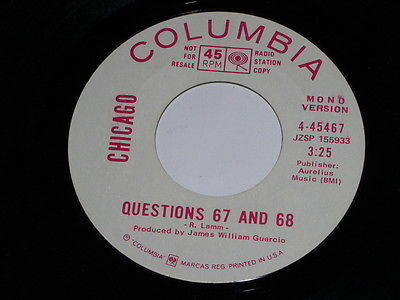 COLUMBIA
NOT FOR RESALE
45 RPM
RADIO STATION COPY
MONO VERSION
4-45467
JZSP 155933
3:25
Publisher:
Aurelius
Music (BMI)
CHICAGO
QUESTIONS 67 AND 68
- R. Lamm -
Produced by James William Guercio
® "COLUMBIA" MARCAS REG. PRINTED IN U.S.A